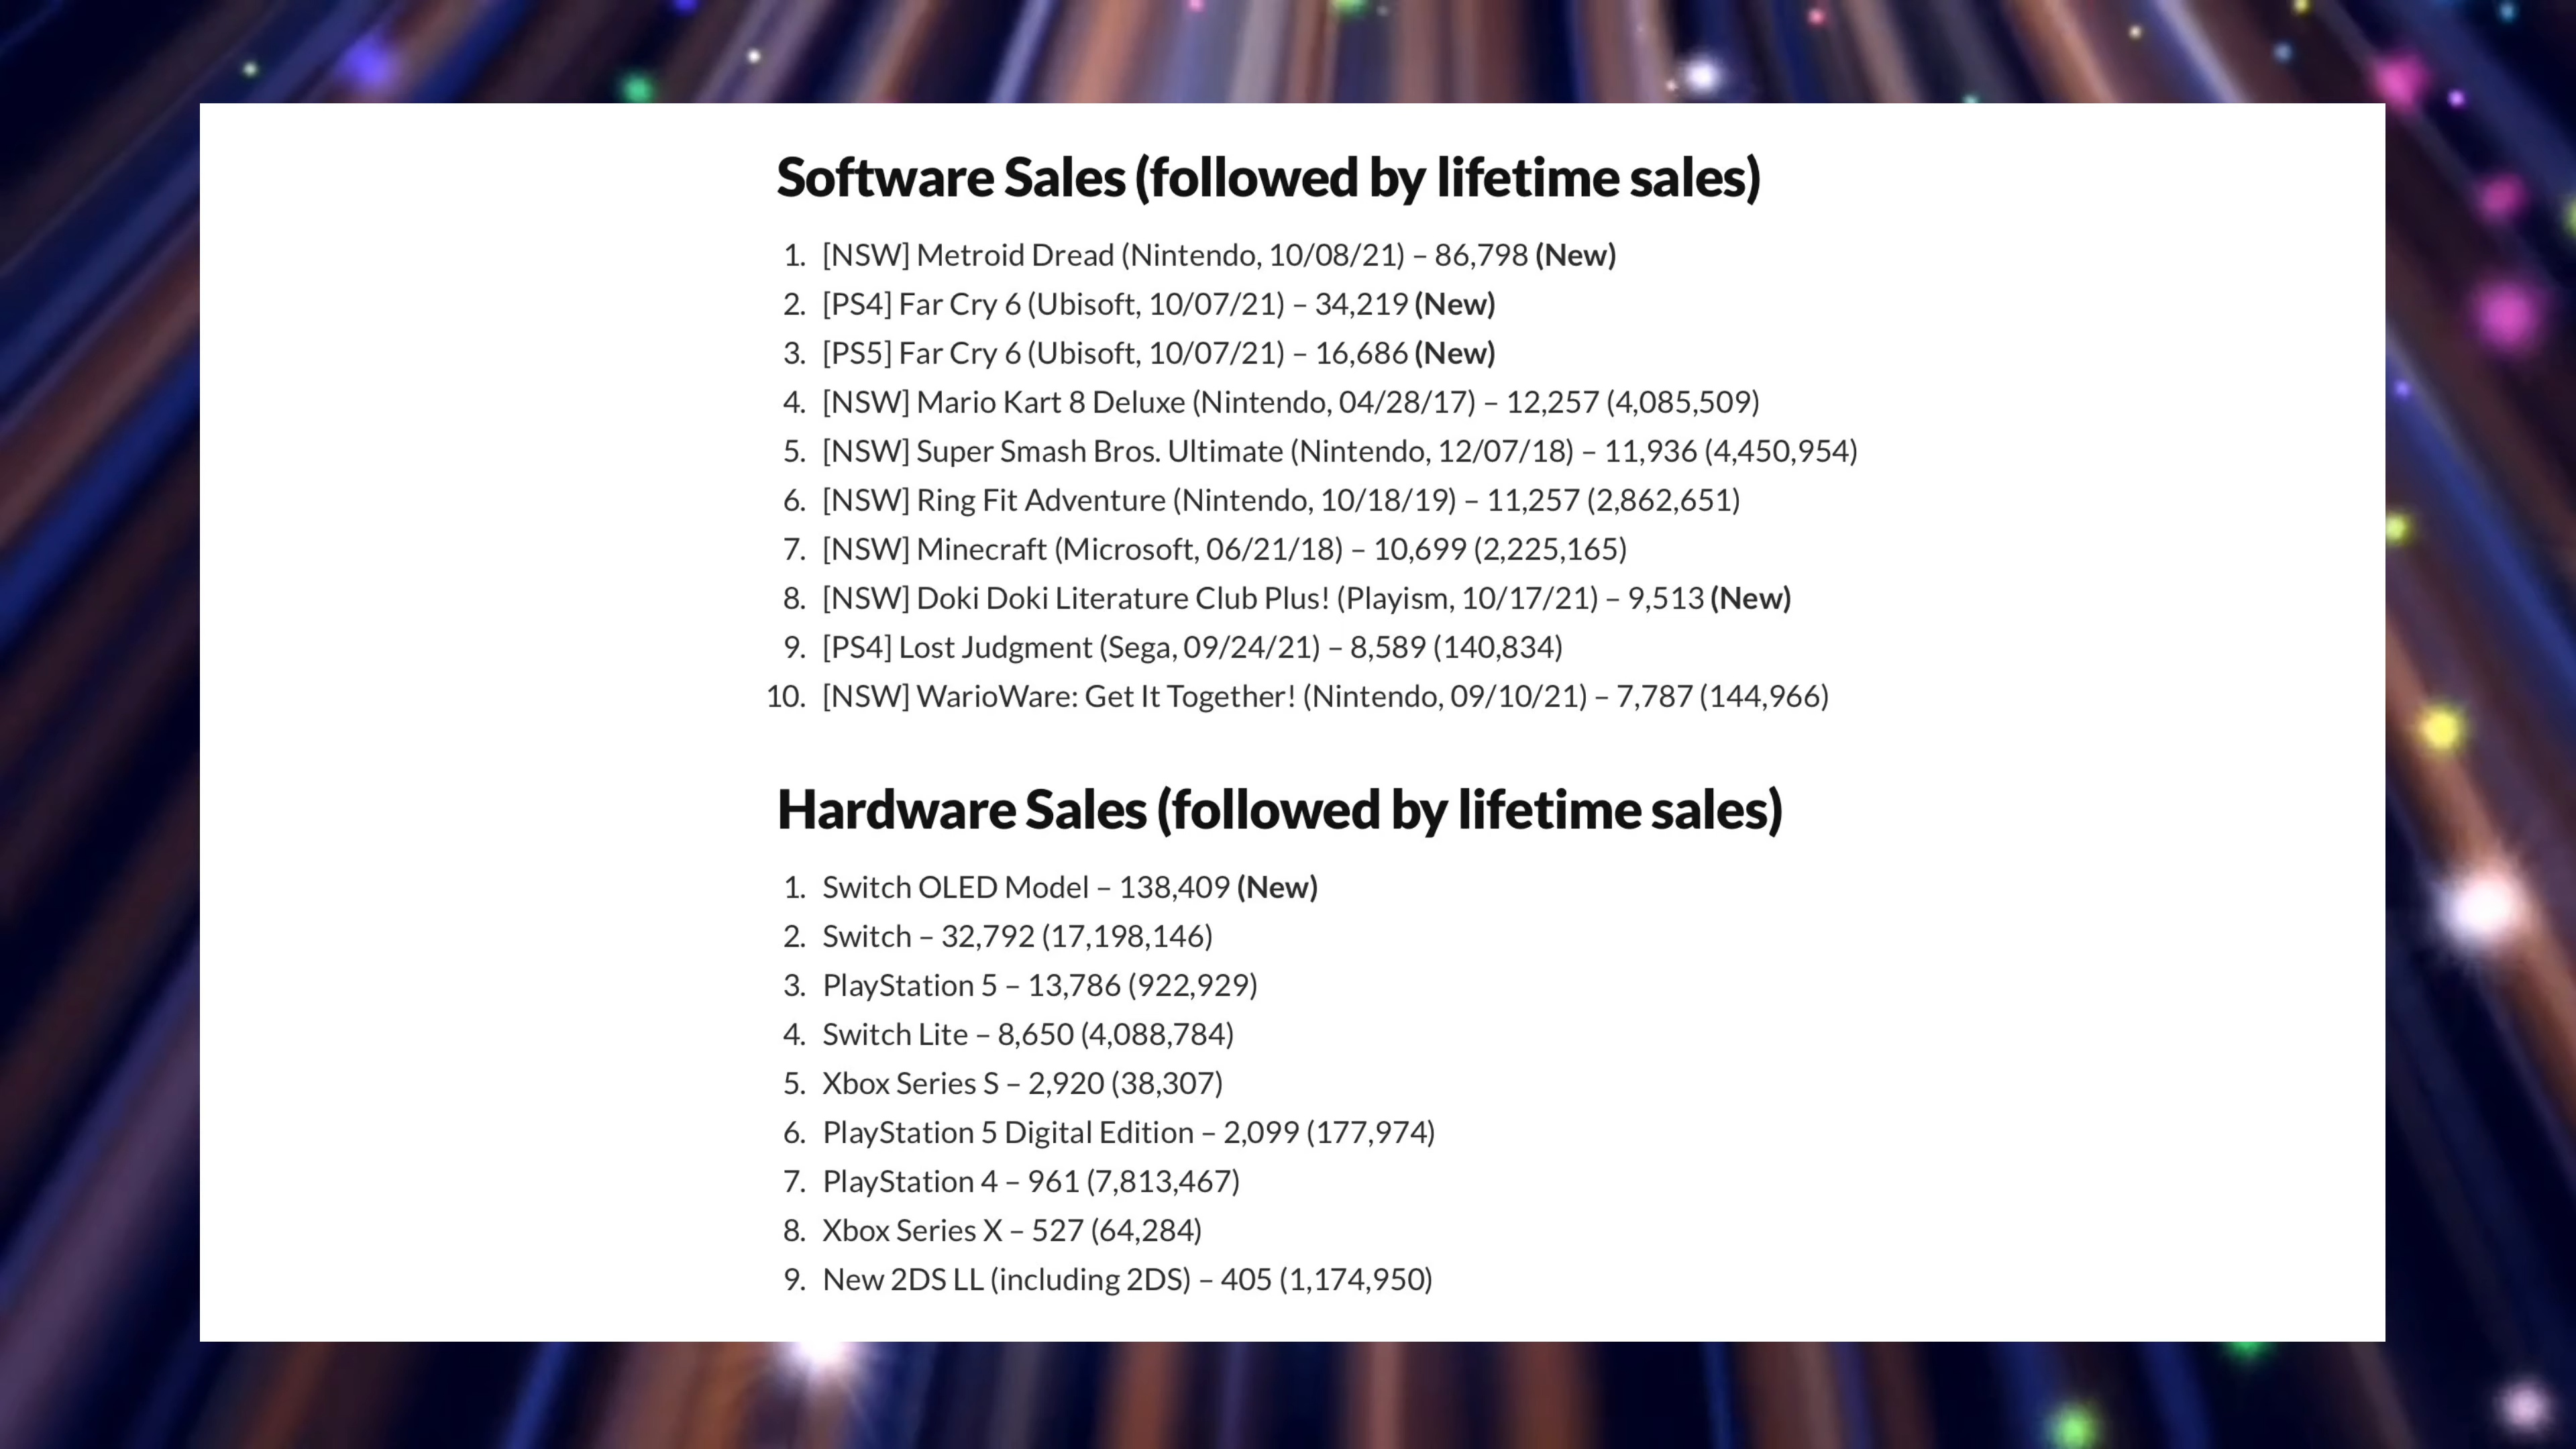 Software Sales (followed by lifetime sales)
1. [NSW] Metroid Dread (Nintendo, 10/08/21) – 86,798 (New)
2. [PS4] Far Cry 6 (Ubisoft, 10/07/21) – 34,219 (New)
3. [PS5] Far Cry 6 (Ubisoft, 10/07/21) – 16,686 (New)
4. [NSW] Mario Kart 8 Deluxe (Nintendo, 04/28/17) – 12,257 (4,085,509)
5. [NSW] Super Smash Bros. Ultimate (Nintendo, 12/07/18) – 11,936 (4,450,954)
6. [NSW] Ring Fit Adventure (Nintendo, 10/18/19) – 11,257 (2,862,651)
7. [NSW] Minecraft (Microsoft, 06/21/18) – 10,699 (2,225,165)
8. [NSW] Doki Doki Literature Club Plus! (Playism, 10/17/21) – 9,513 (New)
9. [PS4] Lost Judgment (Sega, 09/24/21) – 8,589 (140,834)
10. [NSW] WarioWare: Get It Together! (Nintendo, 09/10/21) – 7,787 (144,966)
Hardware Sales (followed by lifetime sales)
1. Switch OLED Model – 138,409 (New)
2. Switch – 32,792 (17,198,146)
3. PlayStation 5 – 13,786 (922,929)
4. Switch Lite – 8,650 (4,088,784)
5. Xbox Series S – 2,920 (38,307)
6. PlayStation 5 Digital Edition – 2,099 (177,974)
7. PlayStation 4 – 961 (7,813,467)
8. Xbox Series X – 527 (64,284)
9. New 2DS LL (including 2DS) – 405 (1,174,950)